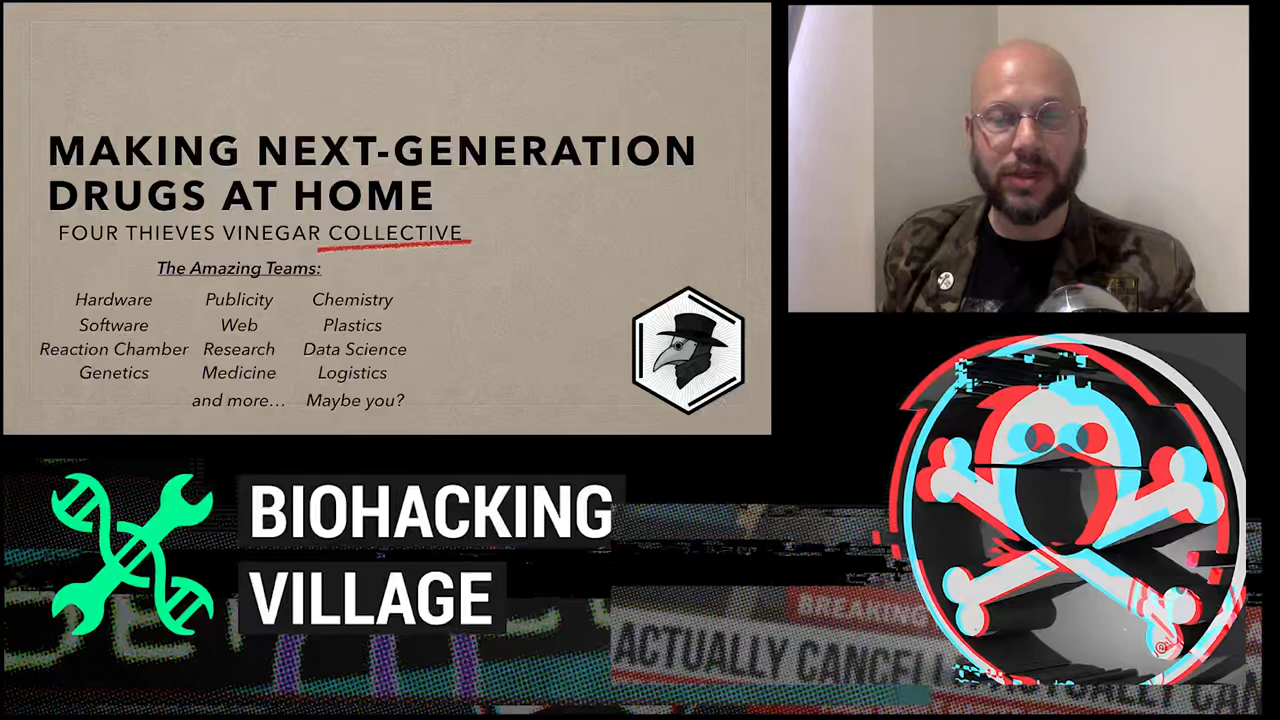 MAKING NEXT-GENERATION
DRUGS AT HOME
FOUR THIEVES VINEGAR COLLECTIVE
The Amazing Teams:
Hardware Publicity Chemistry
Software Web Plastics
Reaction Chamber Research Data Science
Genetics Medicine Logistics
and more... Maybe you?
BIOHACKING
VILLAGE
BREAKING
ACTUALLY